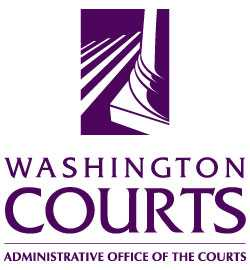 WASHINGTON
COURTS
ADMINISTRATIVE OFFICE OF THE COURTS